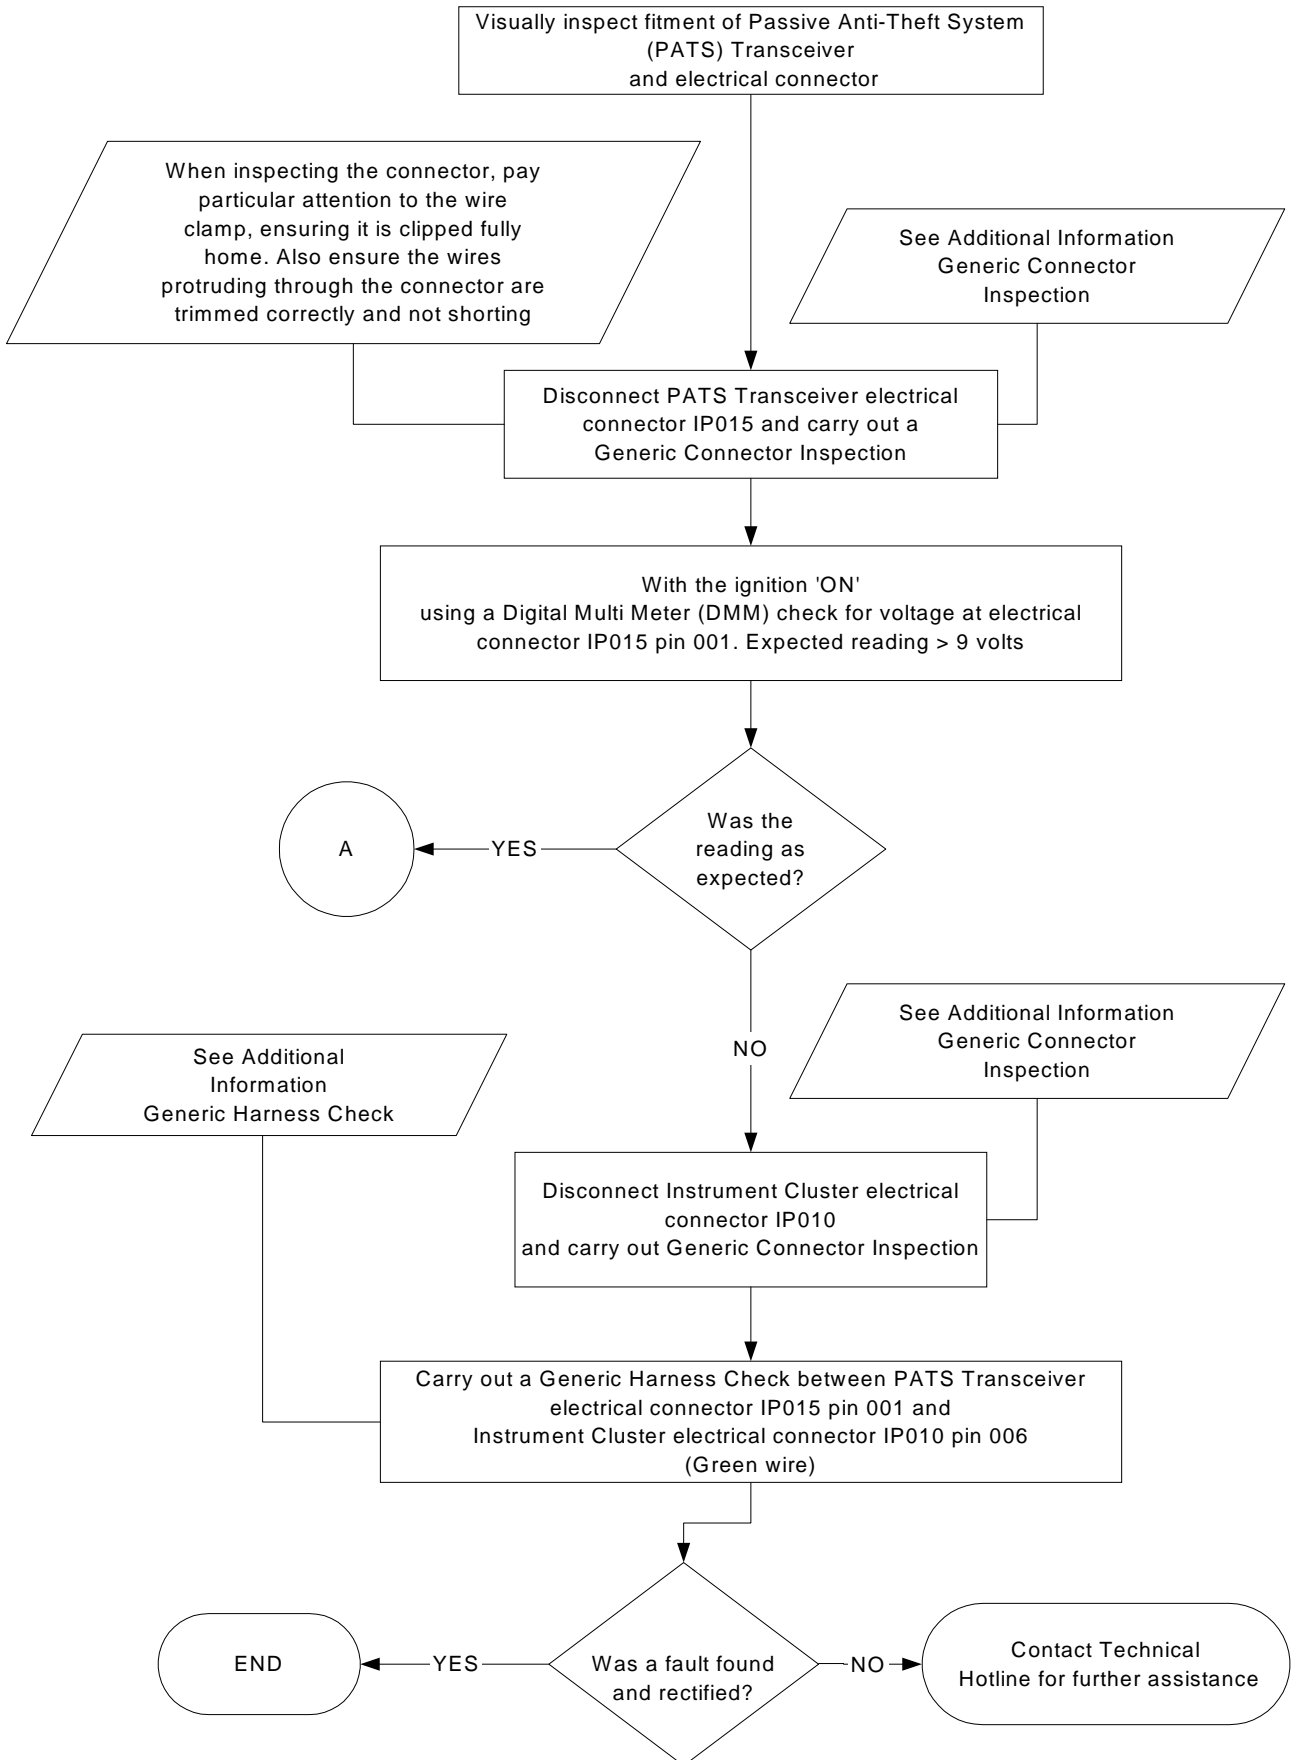 Visually inspect fitment of Passive Anti-Theft System
(PATS) Transceiver
and electrical connector
When inspecting the connector, pay
particular attention to the wire
clamp, ensuring it is clipped fully
home. Also ensure the wires
protruding through the connector are
trimmed correctly and not shorting
See Additional Information
Generic Connector
Inspection
Disconnect PATS Transceiver electrical
connector IP015 and carry out a
Generic Connector Inspection
With the ignition 'ON'
using a Digital Multi Meter (DMM) check for voltage at electrical
connector IP015 pin 001. Expected reading > 9 volts
Was the
reading as
expected?
YES
A
NO
See Additional Information
Generic Connector
Inspection
See Additional
Information
Generic Harness Check
Disconnect Instrument Cluster electrical
connector IP010
and carry out Generic Connector Inspection
Carry out a Generic Harness Check between PATS Transceiver
electrical connector IP015 pin 001 and
Instrument Cluster electrical connector IP010 pin 006
(Green wire)
Was a fault found
and rectified?
YES
END
NO
Contact Technical
Hotline for further assistance